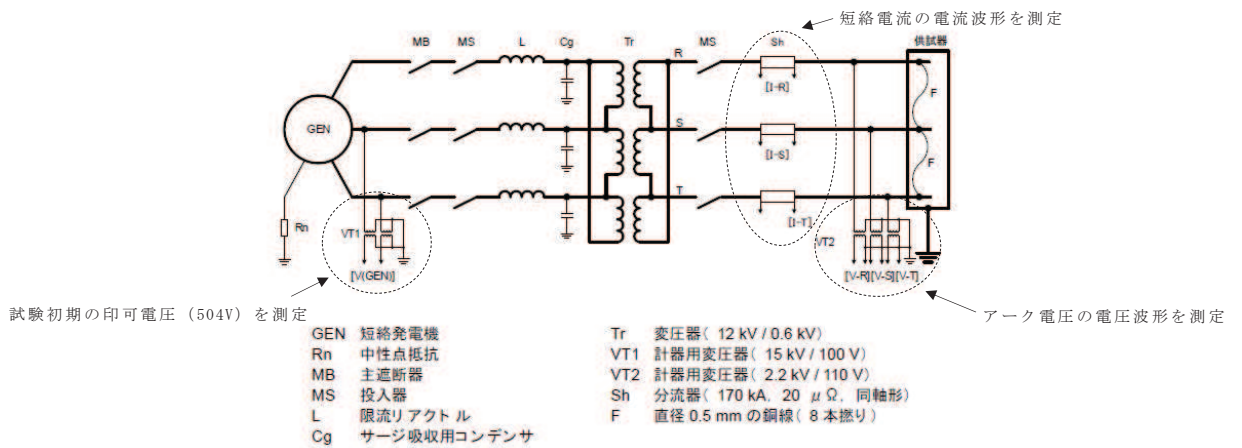 短絡電流の電流波形を測定
MB MS L Cg Tr MS Sh 供試器
R
[I-R]
F
GEN
S
[I-S]
F
T
[I-T]
Rn
VT1
VT2
[V(GEN)]
[V-R][V-S][V-T]
試験初期の印可電圧（504V）を測定
アーク電圧の電圧波形を測定
GEN 短絡発電機
Rn 中性点抵抗
MB 主遮断器
MS 投入器
L 限流リアクトル
Cg サージ吸収用コンデンサ
Tr 変圧器( 12 kV / 0.6 kV)
VT1 計器用変圧器( 15 kV / 100 V)
VT2 計器用変圧器( 2.2 kV / 110 V)
Sh 分流器( 170 kA, 20 μΩ, 同軸形)
F 直径 0.5 mm の銅線( 8 本撚り)